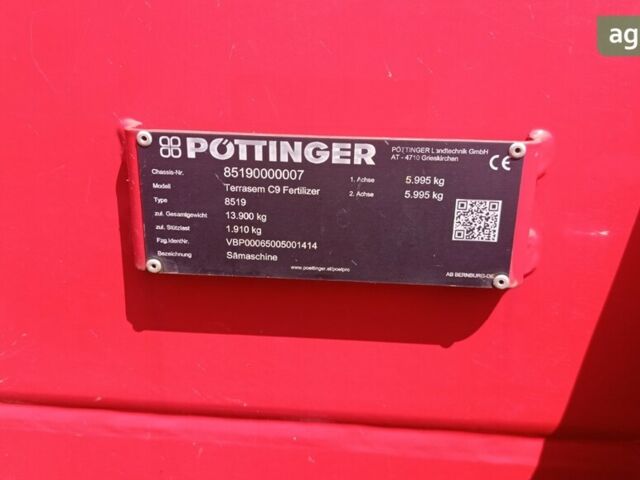 ag
PÖTTINGER
PÖTTINGER Landtechnik GmbH
AT - 4710 Grieskirchen
CE
Chassis-Nr. 85190000007 1. Achse 5.995 kg
Modell Terrasem C9 Fertilizer 2. Achse 5.995 kg
Type 8519
zul. Gesamtgewicht 13.900 kg
zul. Stützlast 1.910 kg
Fzg.IdentNr. VBP00065005001414
Bezeichnung Sämaschine
www.poettinger.at/poetpro
AB BERNBURG-DE